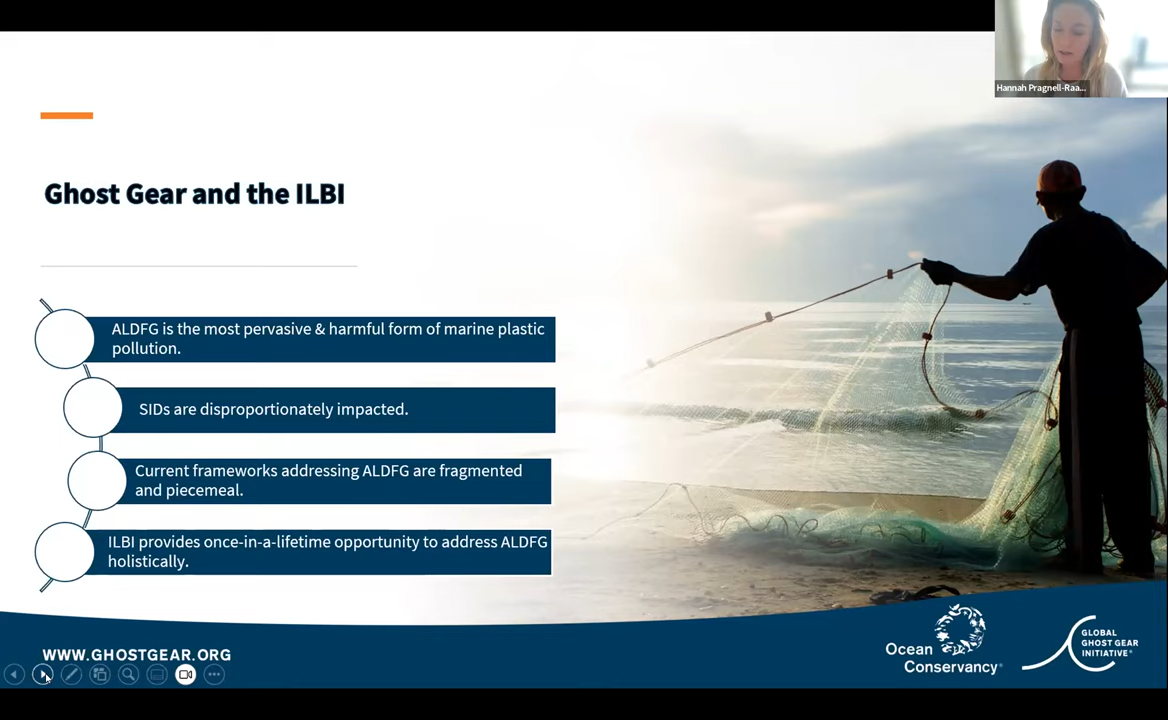 Hannah Pragnell-Raa...
Ghost Gear and the ILBI
ALDFG is the most pervasive & harmful form of marine plastic
pollution.
SIDs are disproportionately impacted.
Current frameworks addressing ALDFG are fragmented
and piecemeal.
ILBI provides once-in-a-lifetime opportunity to address ALDFG
holistically.
WWW.GHOSTGEAR.ORG
Ocean
Conservancy®
GLOBAL
GHOST GEAR
INITIATIVE®